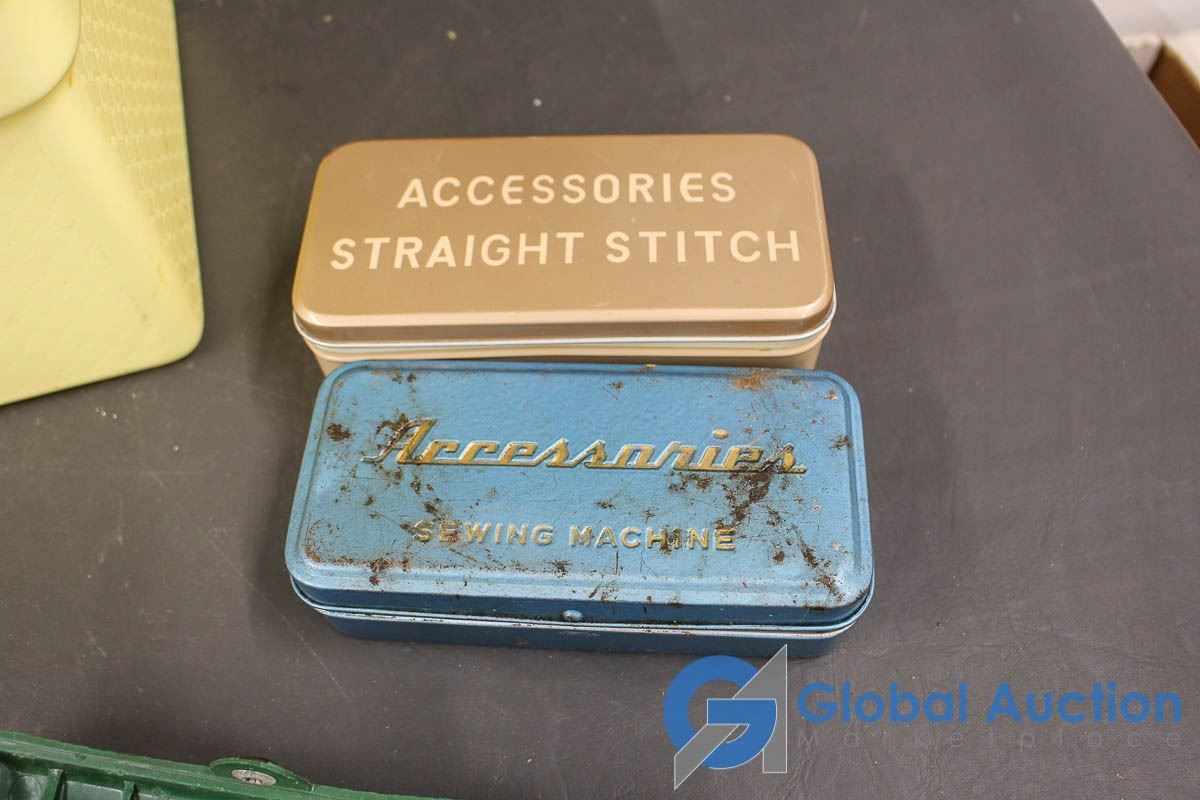 ACCESSORIES
STRAIGHT STITCH
Accessories
SEWING MACHINE
Global Auction
Marketplace